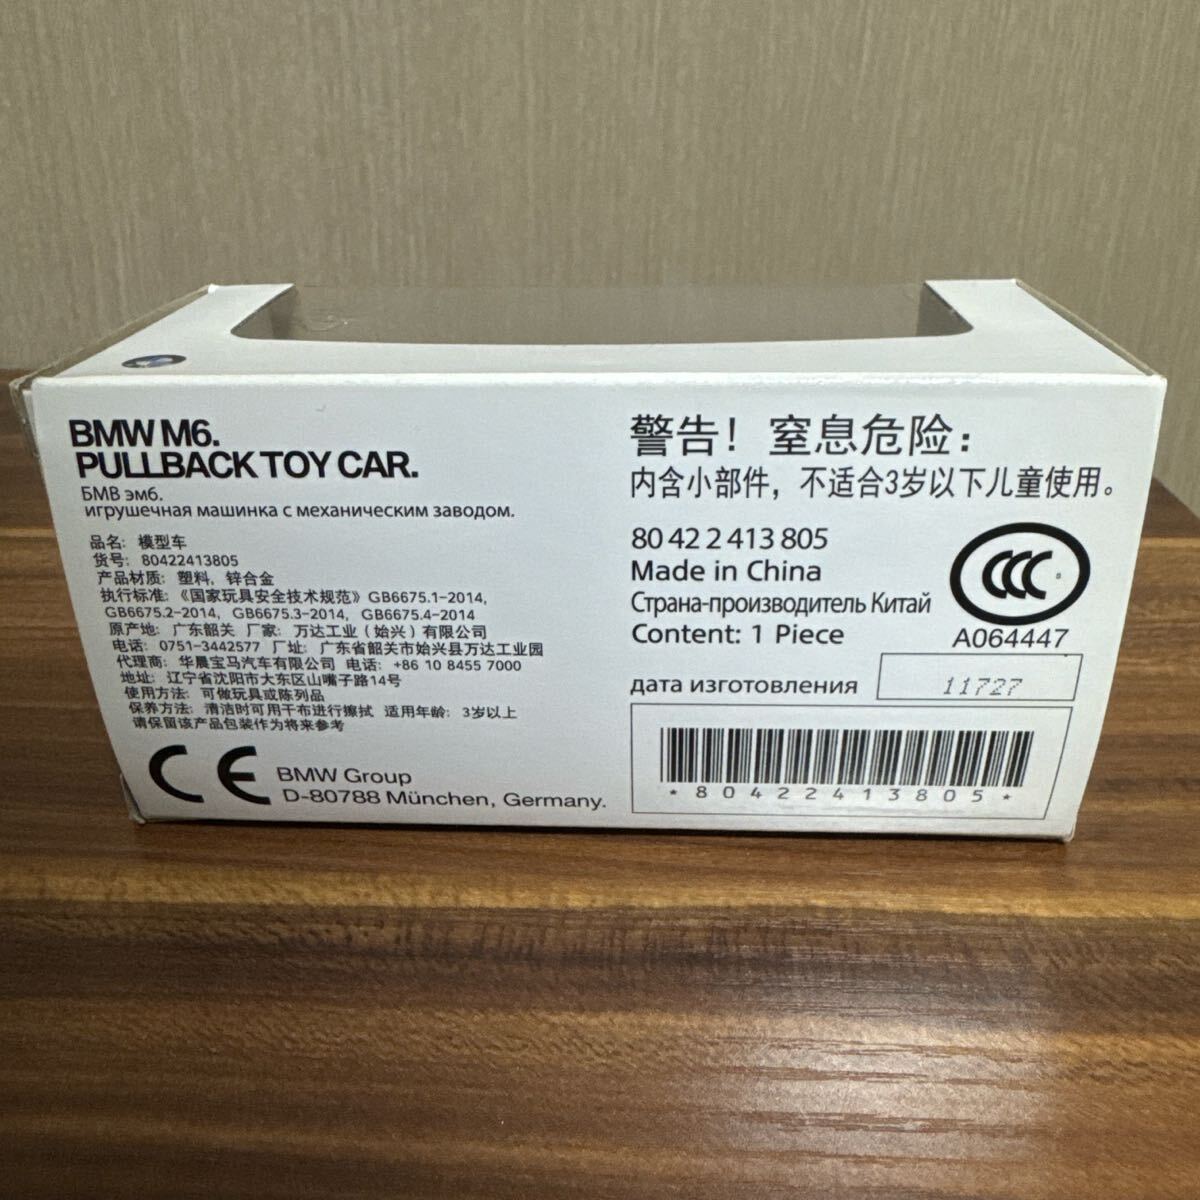 BMW M6.
PULLBACK TOY CAR.
БМВ эм6.
игрушечная машинка с механическим заводом.
品名: 模型车
货号: 80422413805
产品材质: 塑料, 锌合金
执行标准: 《国家玩具安全技术规范》GB6675.1-2014,
GB6675.2-2014, GB6675.3-2014, GB6675.4-2014
原产地: 广东韶关 厂家: 万达工业(始兴)有限公司
电话: 0751-3442577 厂址: 广东省韶关市始兴县万达工业园
代理商: 华晨宝马汽车有限公司 电话: +86 10 8455 7000
地址: 辽宁省沈阳市大东区山嘴子路14号
使用方法: 可做玩具或陈列品
保养方法: 清洁时可用干布进行擦拭 适用年龄: 3岁以上
请保留该产品包装作为将来参考
CE
BMW Group
D-80788 München, Germany.
警告! 窒息危险:
内含小部件, 不适合3岁以下儿童使用。
80 42 2 413 805
Made in China
Страна-производитель Китай
Content: 1 Piece
CCC
A064447
дата изготовления
11727
*80422413805*